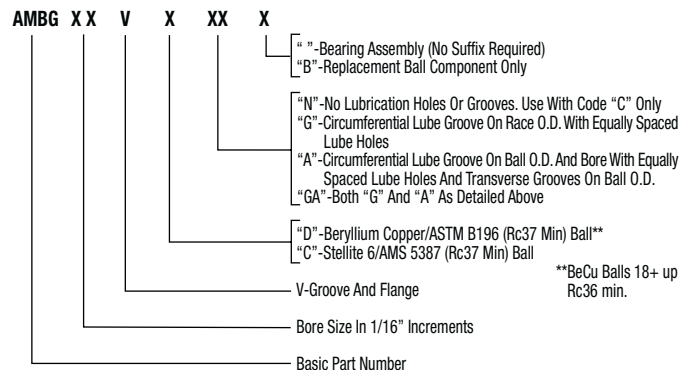 AMBG X X V X XX X
“ ”-Bearing Assembly (No Suffix Required)
“B”-Replacement Ball Component Only
“N”-No Lubrication Holes Or Grooves. Use With Code “C” Only
“G”-Circumferential Lube Groove On Race O.D. With Equally Spaced
Lube Holes
“A”-Circumferential Lube Groove On Ball O.D. And Bore With Equally
Spaced Lube Holes And Transverse Grooves On Ball O.D.
“GA”-Both “G” And “A” As Detailed Above
“D”-Beryllium Copper/ASTM B196 (Rc37 Min) Ball**
“C”-Stellite 6/AMS 5387 (Rc37 Min) Ball
**BeCu Balls 18+ up
Rc36 min.
V-Groove And Flange
Bore Size In 1/16” Increments
Basic Part Number